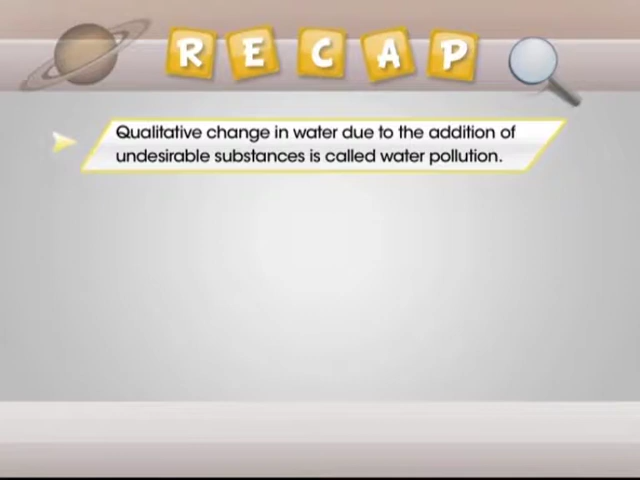 RECAP
Qualitative change in water due to the addition of
undesirable substances is called water pollution.